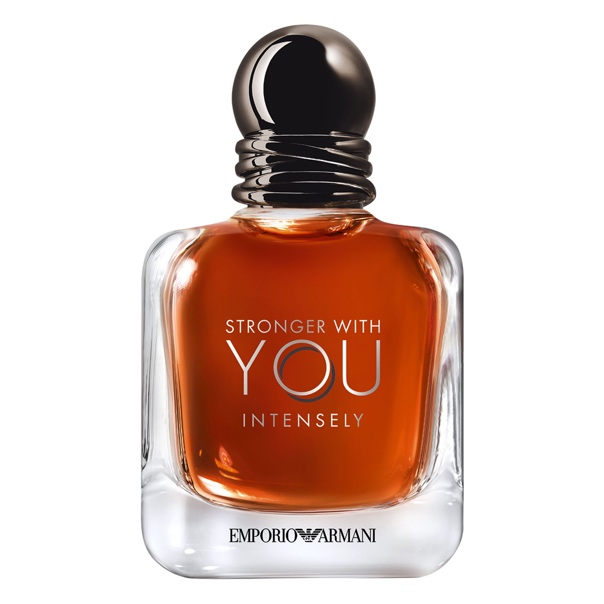 STRONGER WITH
YOU
INTENSELY
EMPORIO ARMANI